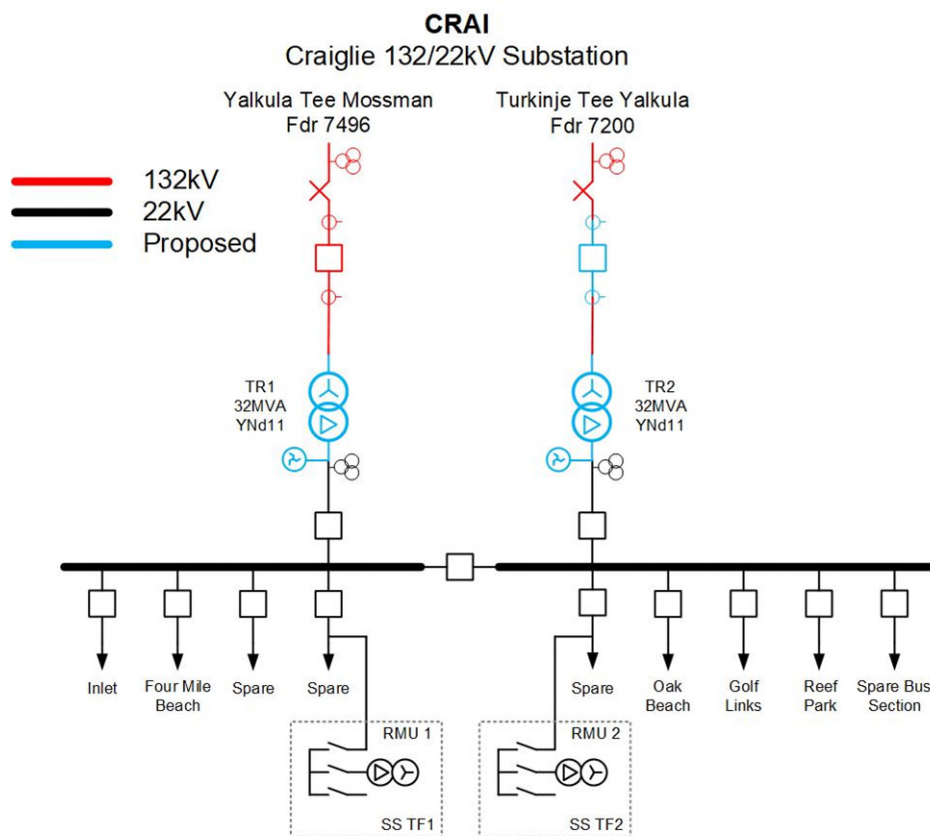 CRAI
Craiglie 132/22kV Substation
Yalkula Tee Mossman
Fdr 7496
Turkinje Tee Yalkula
Fdr 7200
132kV
22kV
Proposed
TR1
32MVA
YNd11
TR2
32MVA
YNd11
Inlet
Four Mile
Beach
Spare
Spare
Spare
Oak
Beach
Golf
Links
Reef
Park
Spare Bus
Section
RMU 1
SS TF1
RMU 2
SS TF2